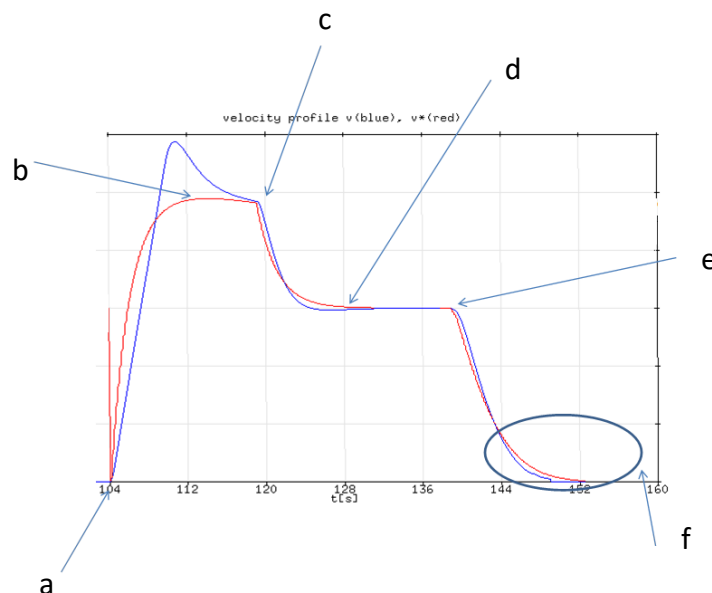 c
d
velocity profile v(blue), v*(red)
b
e
104 112 120 128 136 144 152 160
t[s]
f
a